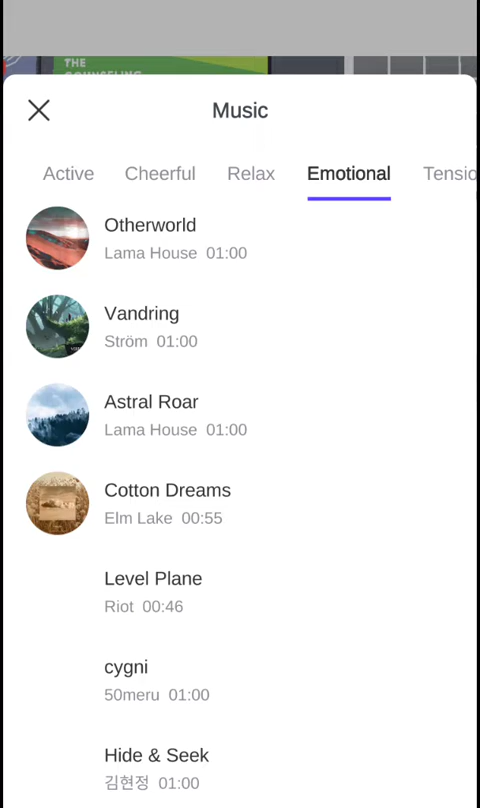 THE
COUNSELING
Music
Active Cheerful Relax Emotional Tensio
Otherworld
Lama House 01:00
Vandring
Ström 01:00
Astral Roar
Lama House 01:00
Cotton Dreams
Elm Lake 00:55
Level Plane
Riot 00:46
cygni
50meru 01:00
Hide & Seek
김현정 01:00